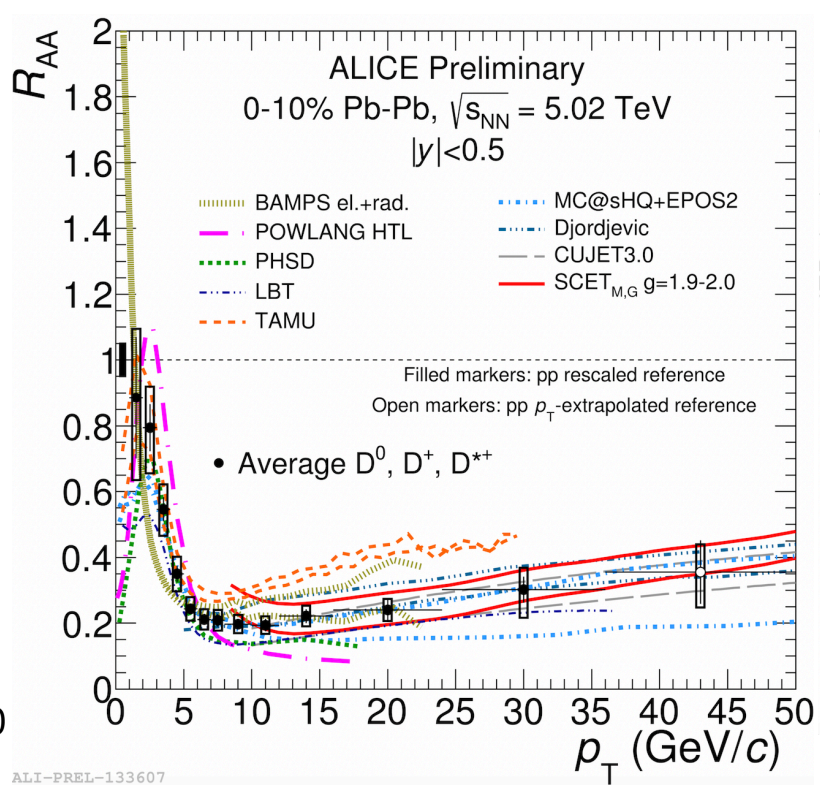 ALICE Preliminary
0-10% Pb-Pb, √s_NN = 5.02 TeV
|y|<0.5
BAMPS el.+rad.
POWLANG HTL
PHSD
LBT
TAMU
MC@sHQ+EPOS2
Djordjevic
CUJET3.0
SCET_M,G g=1.9-2.0
Filled markers: pp rescaled reference
Open markers: pp p_T-extrapolated reference
Average D⁰, D⁺, D*⁺
R_AA
2
1.8
1.6
1.4
1.2
1
0.8
0.6
0.4
0.2
0
0 5 10 15 20 25 30 35 40 45 50
p_T (GeV/c)
0
ALI-PREL-133607